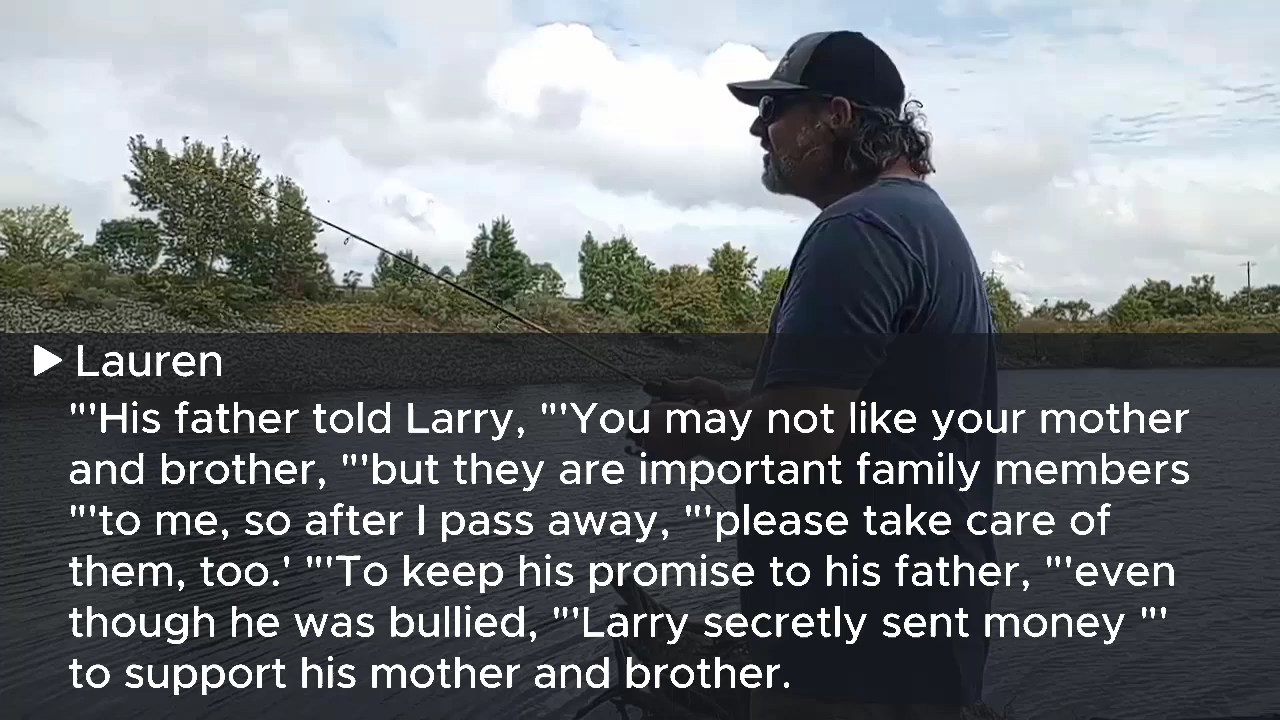 ▶ Lauren
"'His father told Larry, "'You may not like your mother
and brother, "'but they are important family members
"'to me, so after I pass away, "'please take care of
them, too.' "'To keep his promise to his father, "'even
though he was bullied, "'Larry secretly sent money "'
to support his mother and brother.